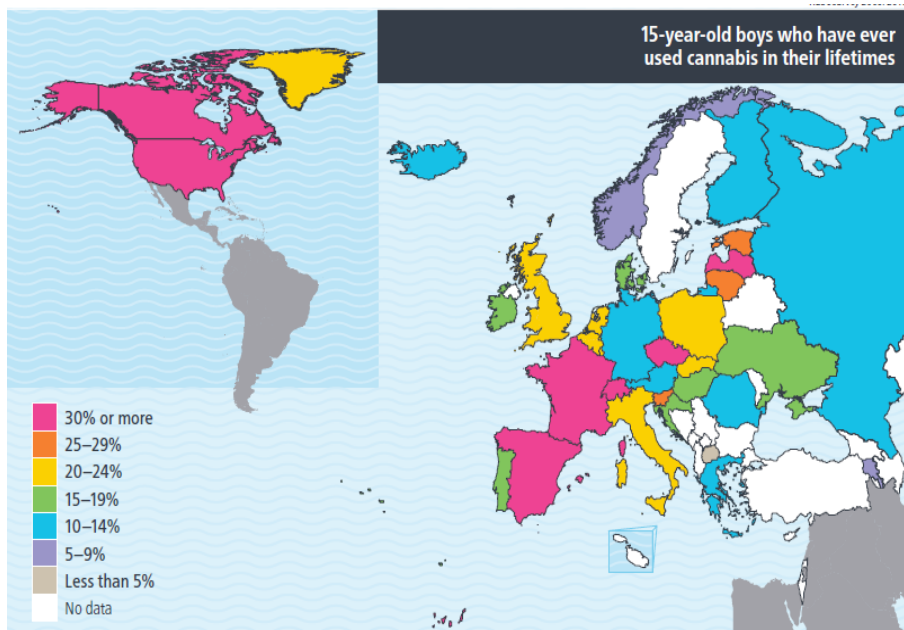 15-year-old boys who have ever
used cannabis in their lifetimes
30% or more
25–29%
20–24%
15–19%
10–14%
5–9%
Less than 5%
No data